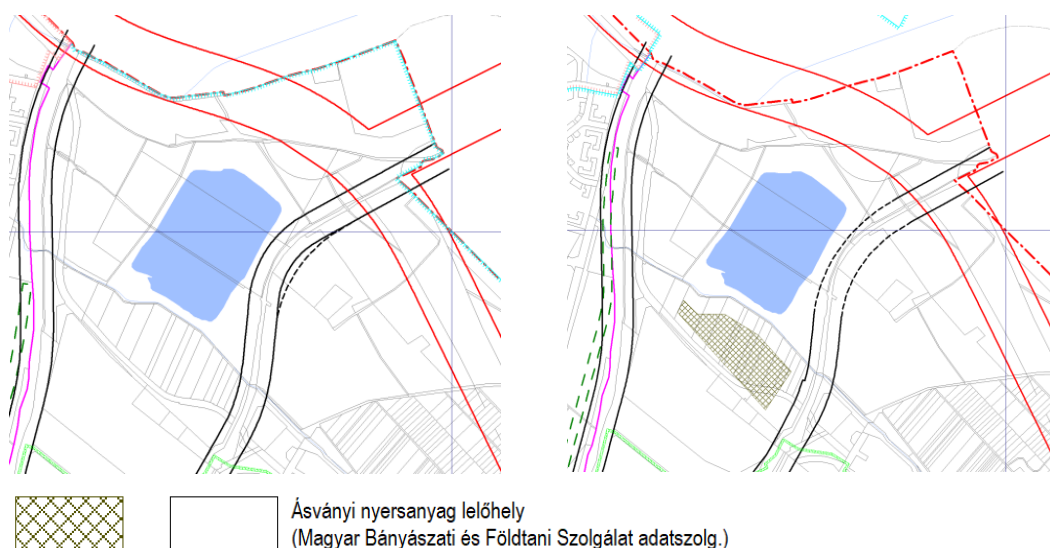 Ásványi nyersanyag lelőhely
(Magyar Bányászati és Földtani Szolgálat adatszolg.)